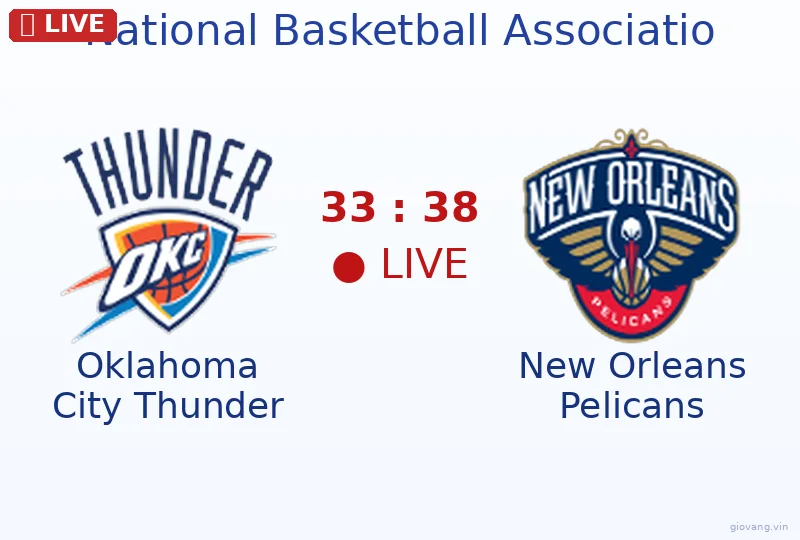 LIVE
National Basketball Associatio
THUNDER
OKC
33 : 38
● LIVE
NEW ORLEANS
PELICANS
Oklahoma
City Thunder
New Orleans
Pelicans
giovang.vin